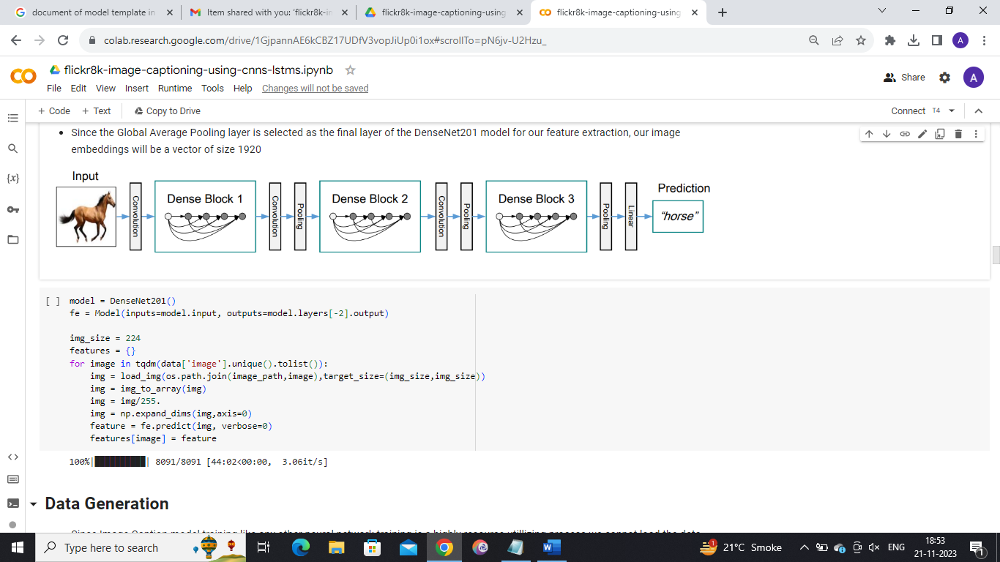 document of model template in
Item shared with you: 'flickr8k-in
flickr8k-image-captioning-using
flickr8k-image-captioning-using
colab.research.google.com/drive/1GjpannAE6kCBZ17UDfV3vopJiUp0i1ox#scrollTo=pN6jv-U2Hzu_
A
flickr8k-image-captioning-using-cnns-lstms.ipynb
Share
A
File Edit View Insert Runtime Tools Help Changes will not be saved
+ Code + Text Copy to Drive
Connect T4
• Since the Global Average Pooling layer is selected as the final layer of the DenseNet201 model for our feature extraction, our image
embeddings will be a vector of size 1920
{x}
Input
Convolution
Dense Block 1
Convolution
Pooling
Dense Block 2
Convolution
Pooling
Dense Block 3
Pooling
Linear
Prediction
"horse"
[ ] model = DenseNet201()
fe = Model(inputs=model.input, outputs=model.layers[-2].output)
img_size = 224
features = {}
for image in tqdm(data['image'].unique().tolist()):
    img = load_img(os.path.join(image_path,image),target_size=(img_size,img_size))
    img = img_to_array(img)
    img = img/255.
    img = np.expand_dims(img,axis=0)
    feature = fe.predict(img, verbose=0)
    features[image] = feature
100%|██████████| 8091/8091 [44:02<00:00, 3.06it/s]
Data Generation
Type here to search
1
21°C Smoke
ENG
18:53
21-11-2023
1